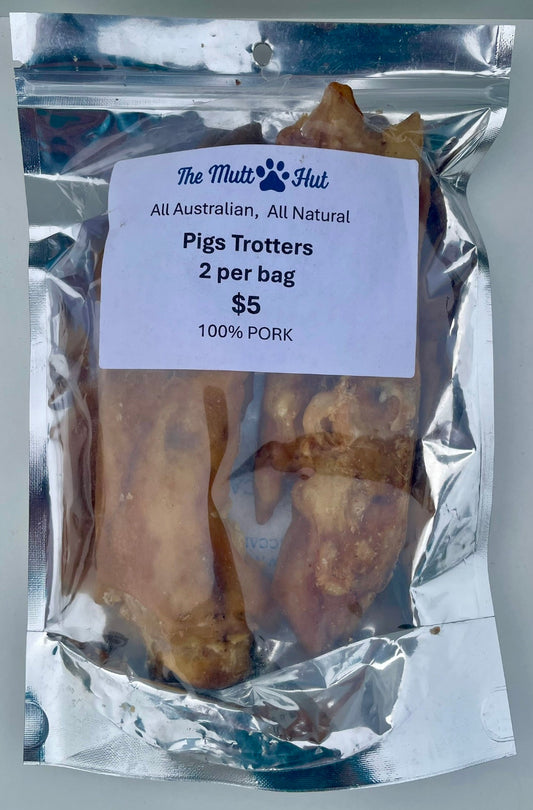 The Mutt Hut
All Australian,  All Natural
Pigs Trotters
2 per bag
$5
100% PORK